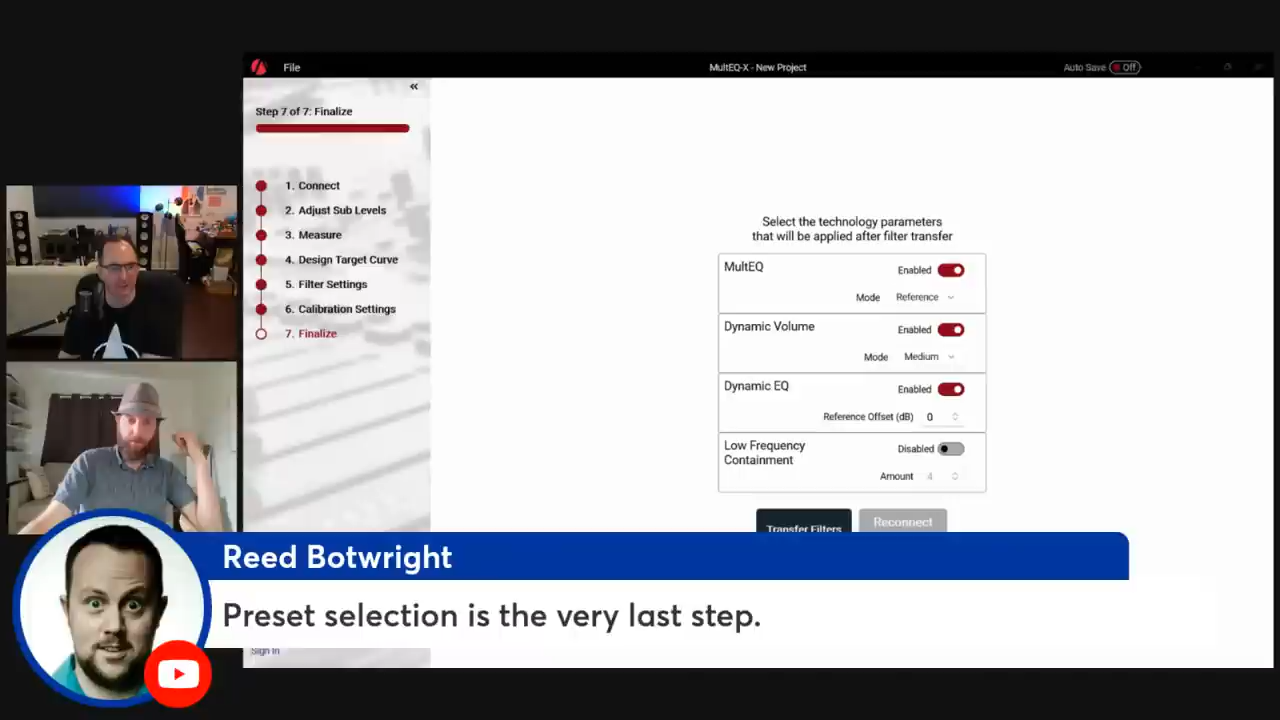 File
MultEQ-X - New Project
Auto Save Off
«
Step 7 of 7: Finalize
1. Connect
2. Adjust Sub Levels
3. Measure
4. Design Target Curve
5. Filter Settings
6. Calibration Settings
7. Finalize
Select the technology parameters
that will be applied after filter transfer
MultEQ
Enabled
Mode Reference
Dynamic Volume
Enabled
Mode Medium
Dynamic EQ
Enabled
Reference Offset (dB) 0
Low Frequency
Containment
Disabled
Amount 4
Transfer Filters
Reconnect
Reed Botwright
Preset selection is the very last step.
Sign In